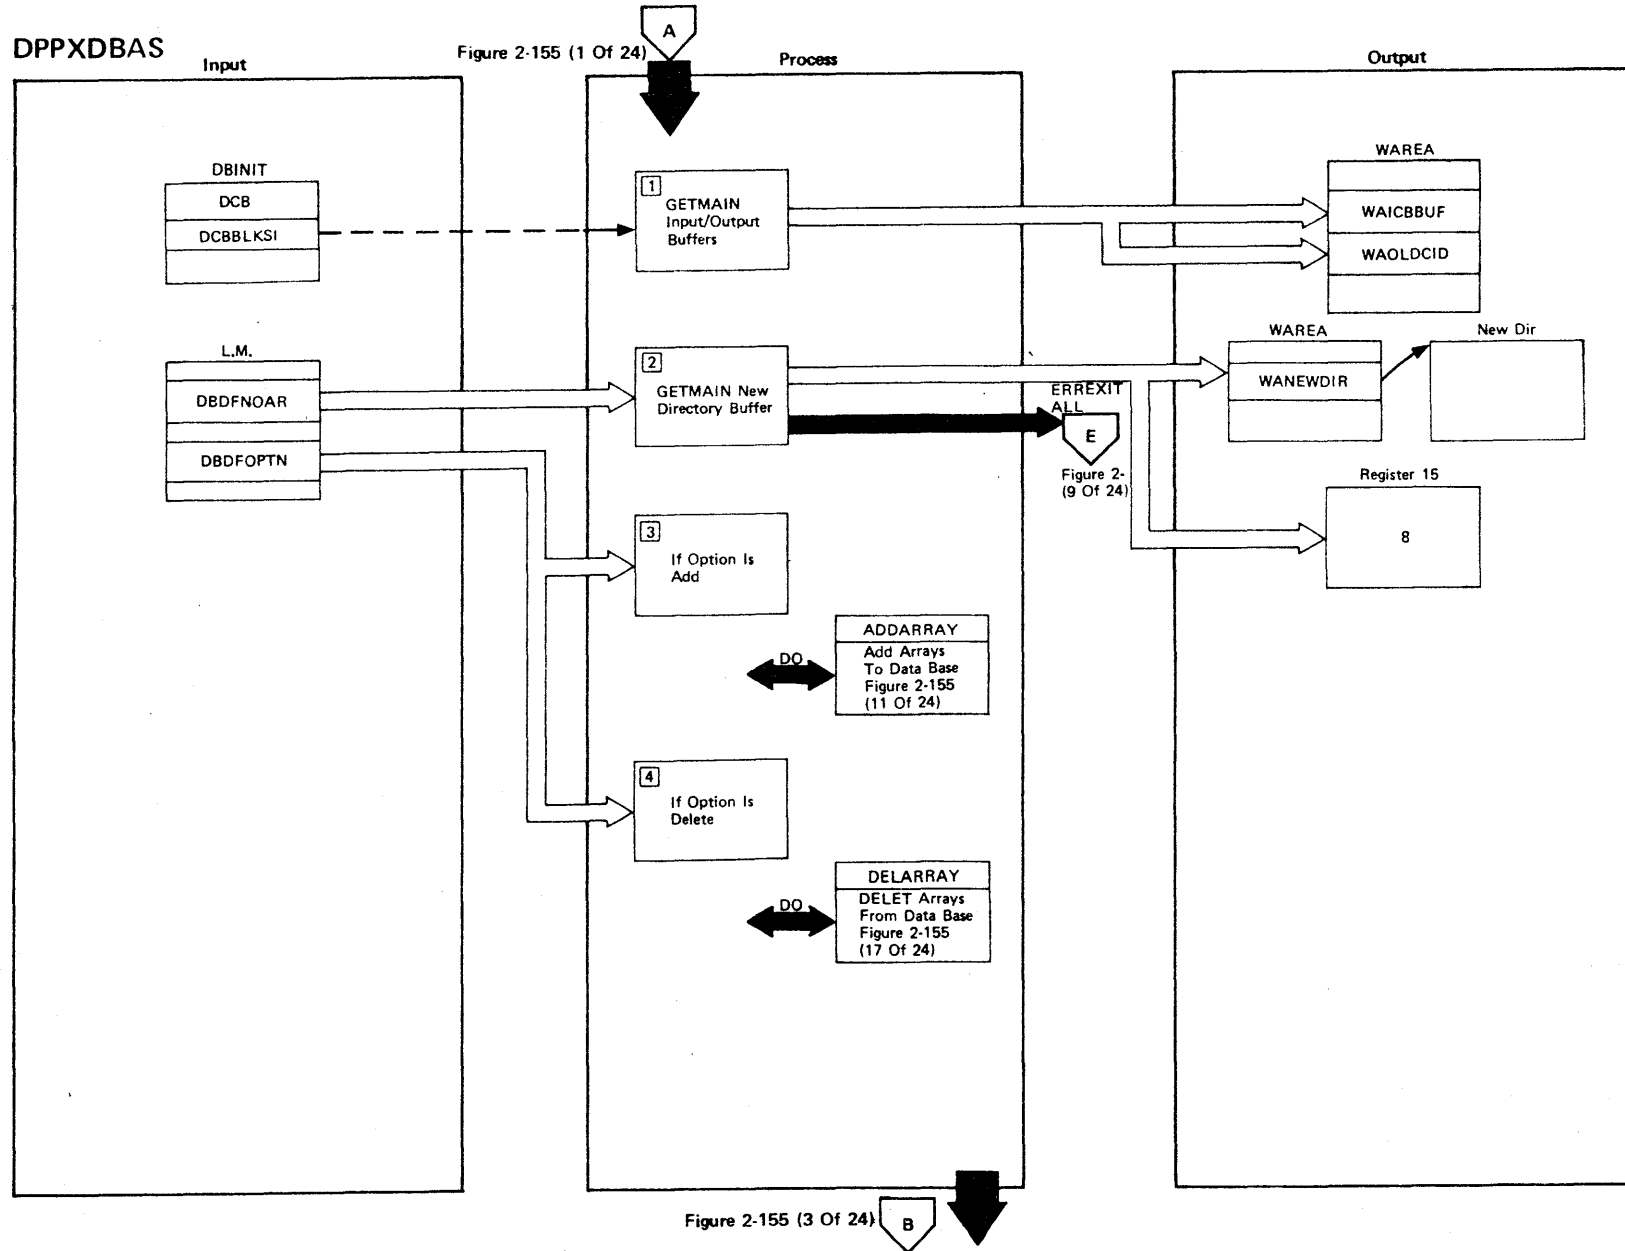 DPPXDBAS
Figure 2-155 (1 Of 24)
A
Input
Process
Output
DBINIT
DCB
DCBBLKSI
1
GETMAIN
Input/Output
Buffers
WAREA
WAICBBUF
WAOLDCID
L.M.
DBDFNOAR
DBDFOPTN
2
GETMAIN New
Directory Buffer
ERREXIT
ALL
E
Figure 2-
(9 Of 24)
WAREA
WANEWDIR
New Dir
Register 15
8
3
If Option Is
Add
DO
ADDARRAY
Add Arrays
To Data Base
Figure 2-155
(11 Of 24)
4
If Option Is
Delete
DO
DELARRAY
DELET Arrays
From Data Base
Figure 2-155
(17 Of 24)
Figure 2-155 (3 Of 24)
B